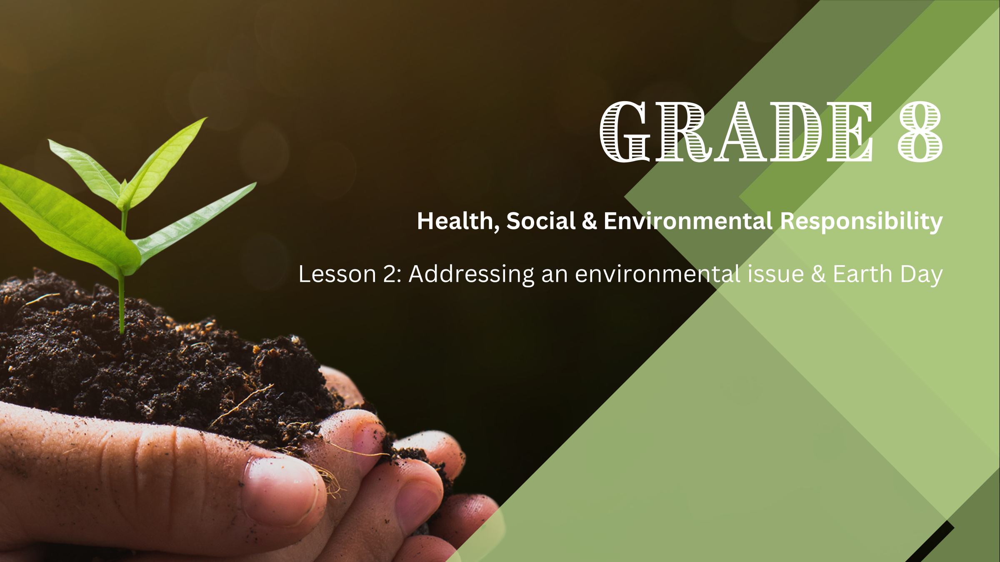 GRADE 8
Health, Social & Environmental Responsibility
Lesson 2: Addressing an environmental issue & Earth Day